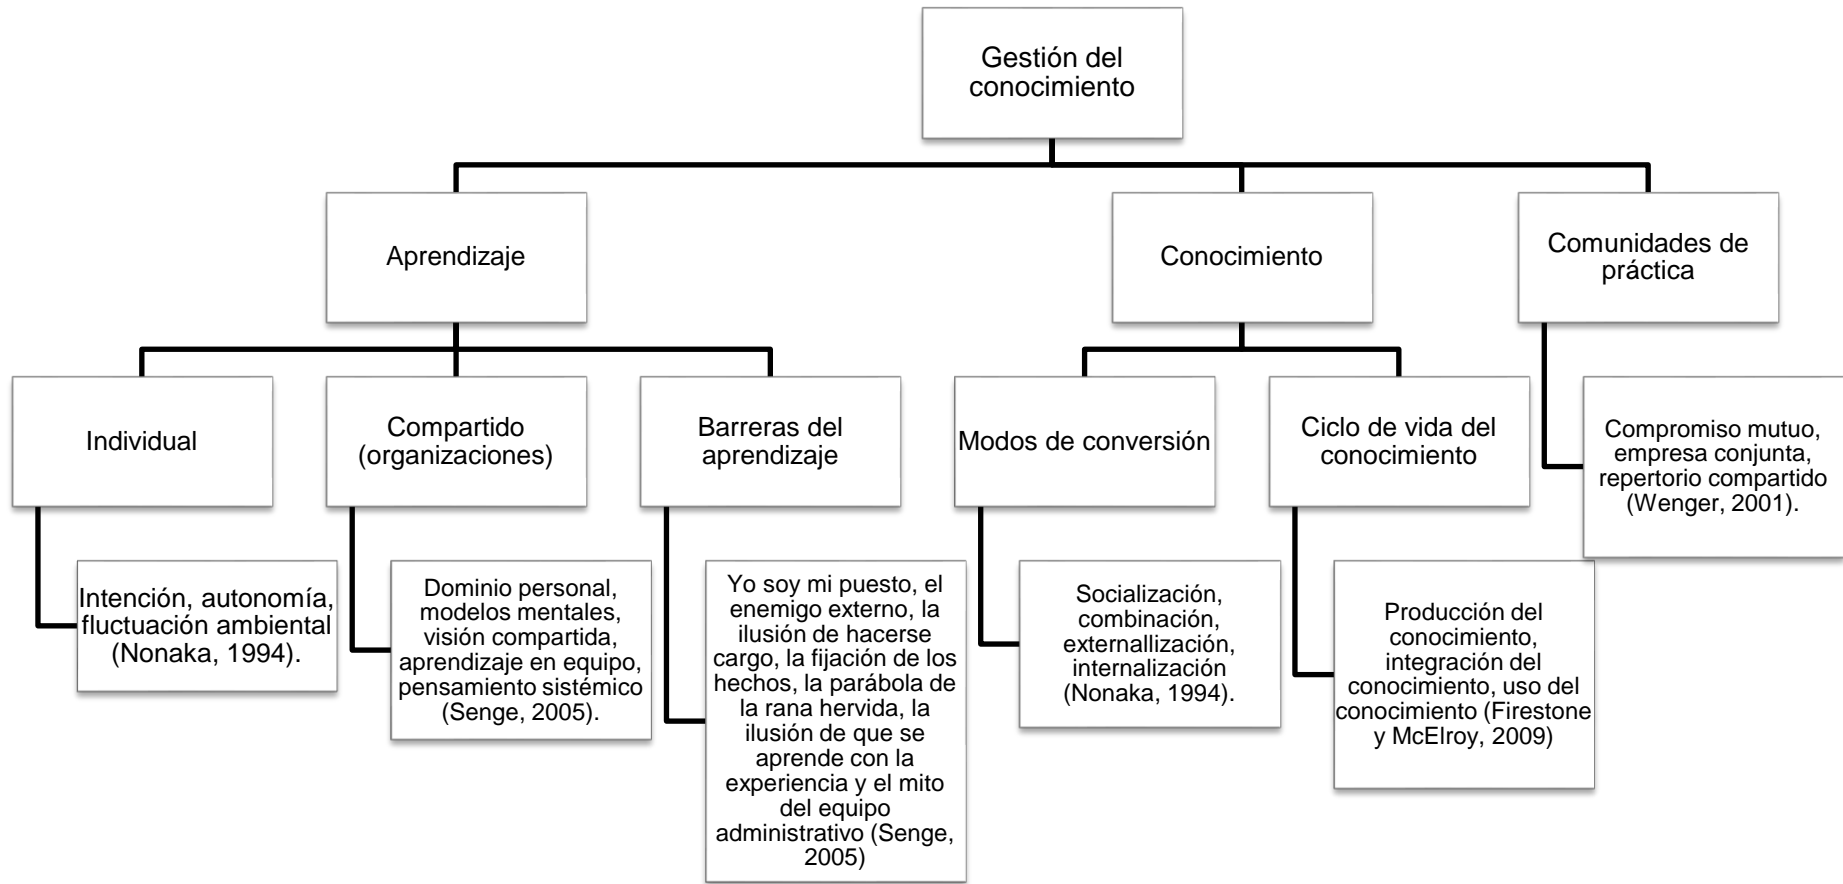 Gestión del
conocimiento
Aprendizaje
Conocimiento
Comunidades de
práctica
Individual
Compartido
(organizaciones)
Barreras del
aprendizaje
Modos de conversión
Ciclo de vida del
conocimiento
Compromiso mutuo,
empresa conjunta,
repertorio compartido
(Wenger, 2001).
Intención, autonomía,
fluctuación ambiental
(Nonaka, 1994).
Dominio personal,
modelos mentales,
visión compartida,
aprendizaje en equipo,
pensamiento sistémico
(Senge, 2005).
Yo soy mi puesto, el
enemigo externo, la
ilusión de hacerse
cargo, la fijación de los
hechos, la parábola de
la rana hervida, la
ilusión de que se
aprende con la
experiencia y el mito
del equipo
administrativo (Senge,
2005)
Socialización,
combinación,
externallización,
internalización
(Nonaka, 1994).
Producción del
conocimiento,
integración del
conocimiento, uso del
conocimiento (Firestone
y McElroy, 2009)